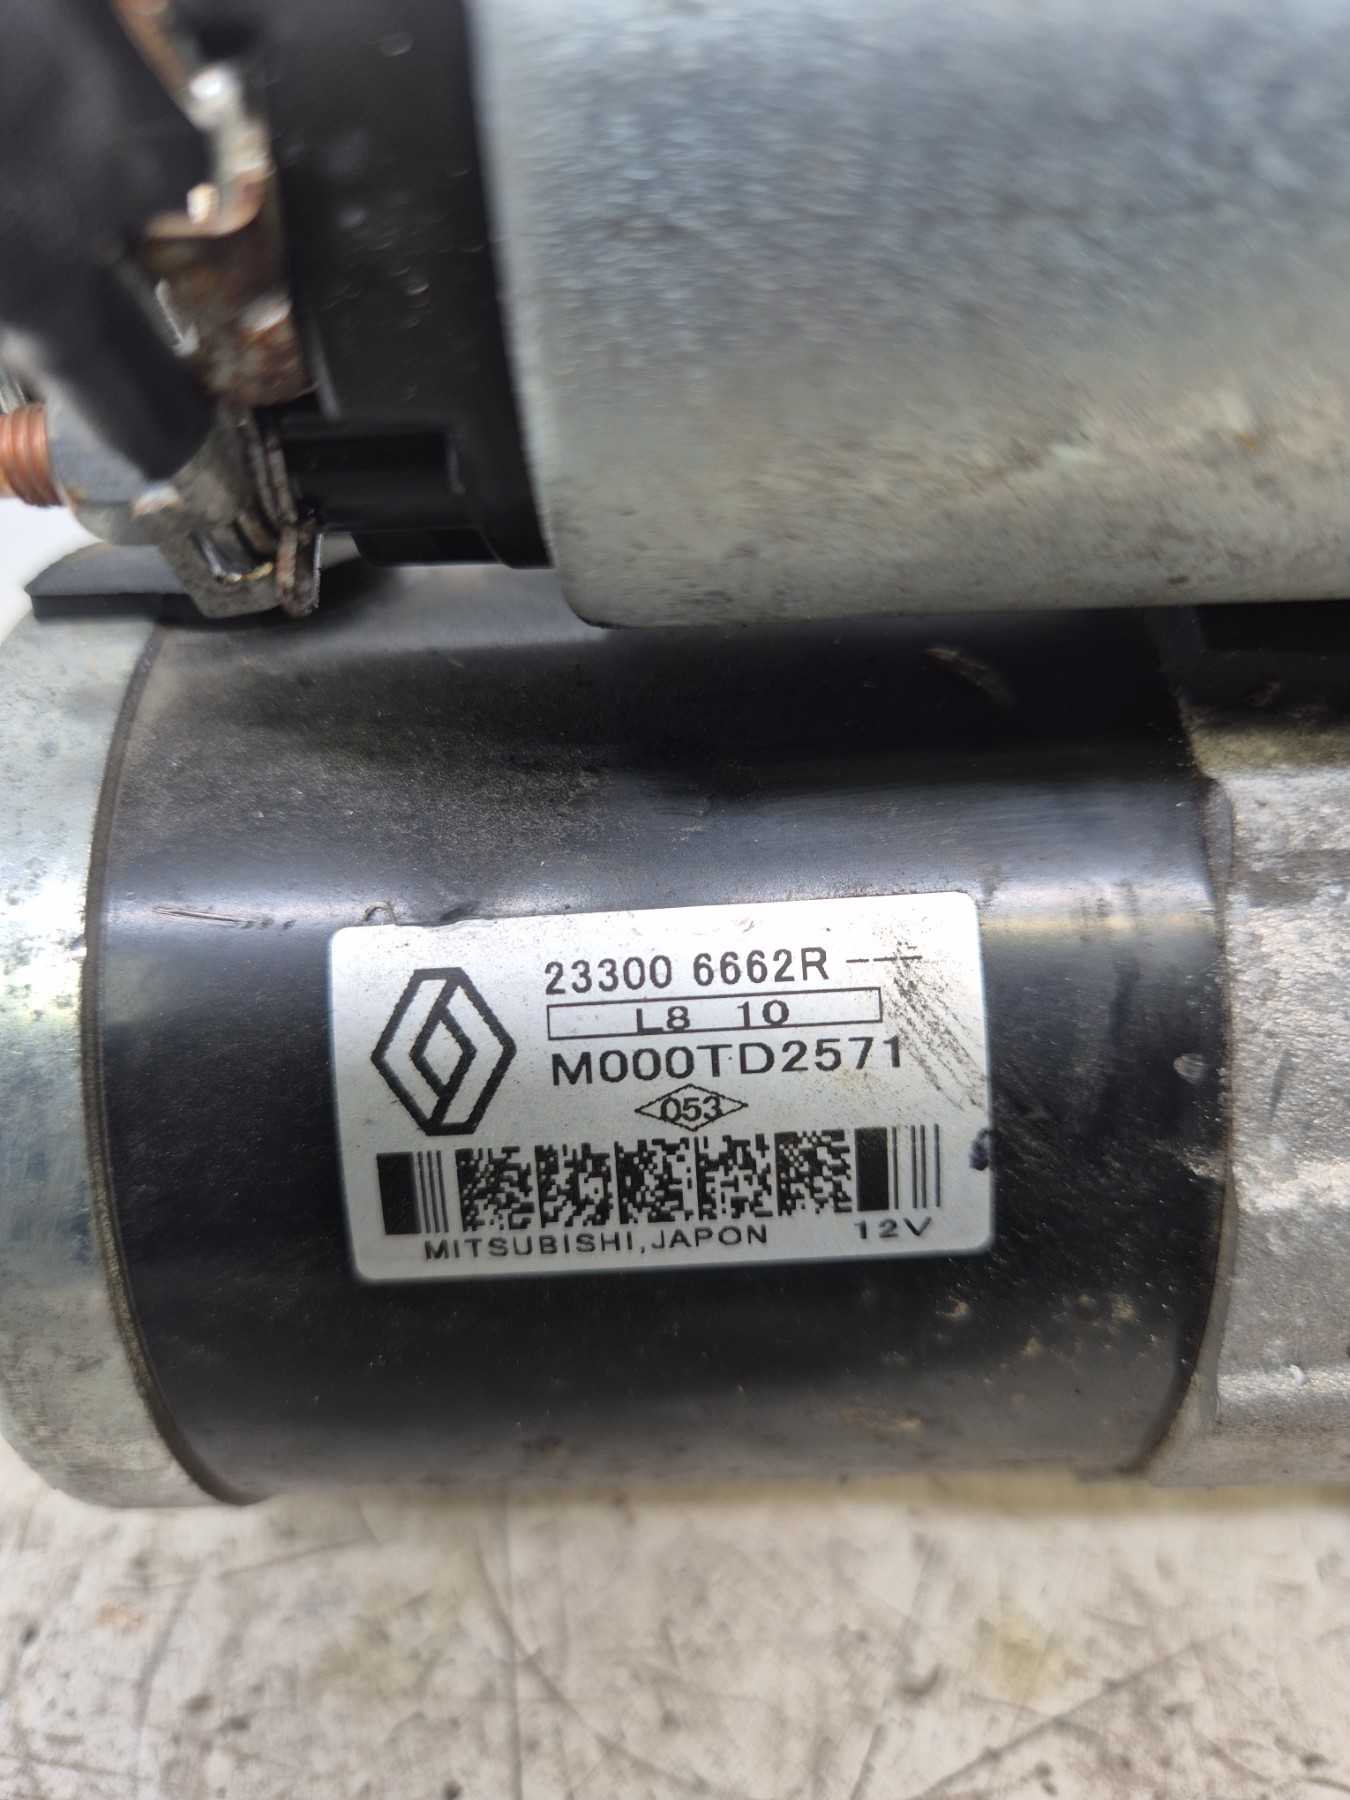 23300 6662R ---
L8 10
M000TD2571
053
MITSUBISHI, JAPON 12V